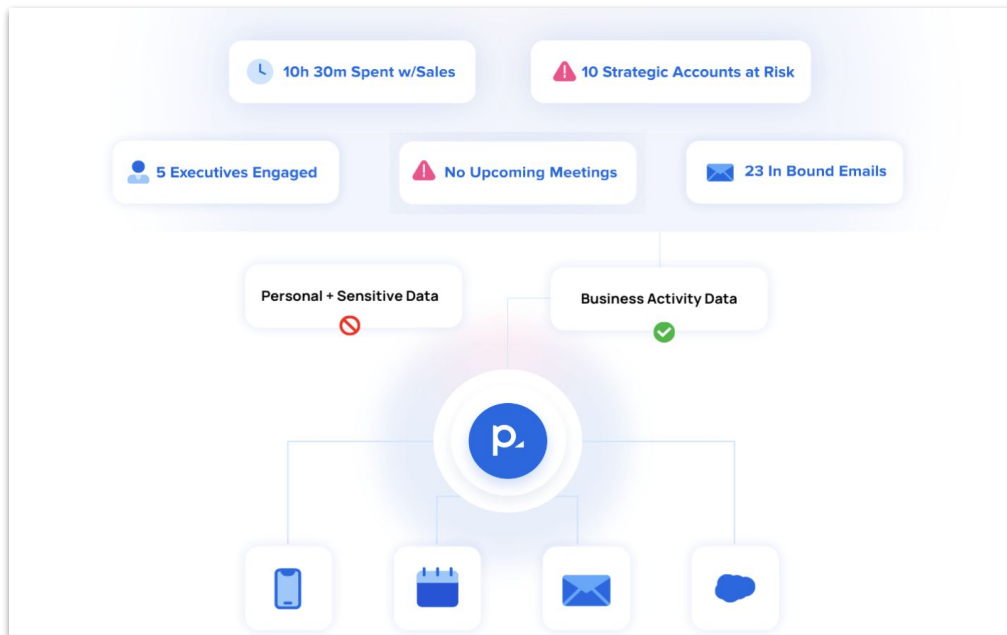 10h 30m Spent w/Sales
10 Strategic Accounts at Risk
5 Executives Engaged
No Upcoming Meetings
23 In Bound Emails
Personal + Sensitive Data
Business Activity Data
p.